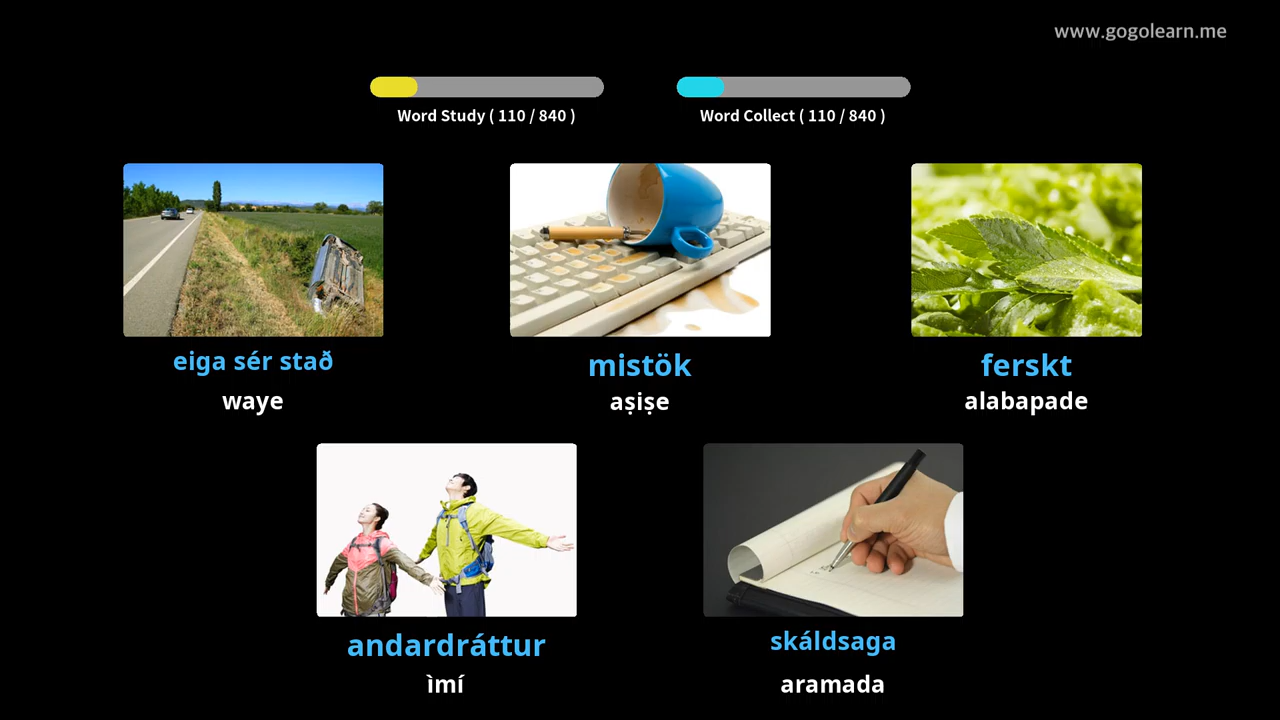 www.gogolearn.me
Word Study ( 110 / 840 )
Word Collect ( 110 / 840 )
eiga sér stað
waye
mistök
aṣiṣe
ferskt
alabapade
andardráttur
ìmí
skáldsaga
aramada